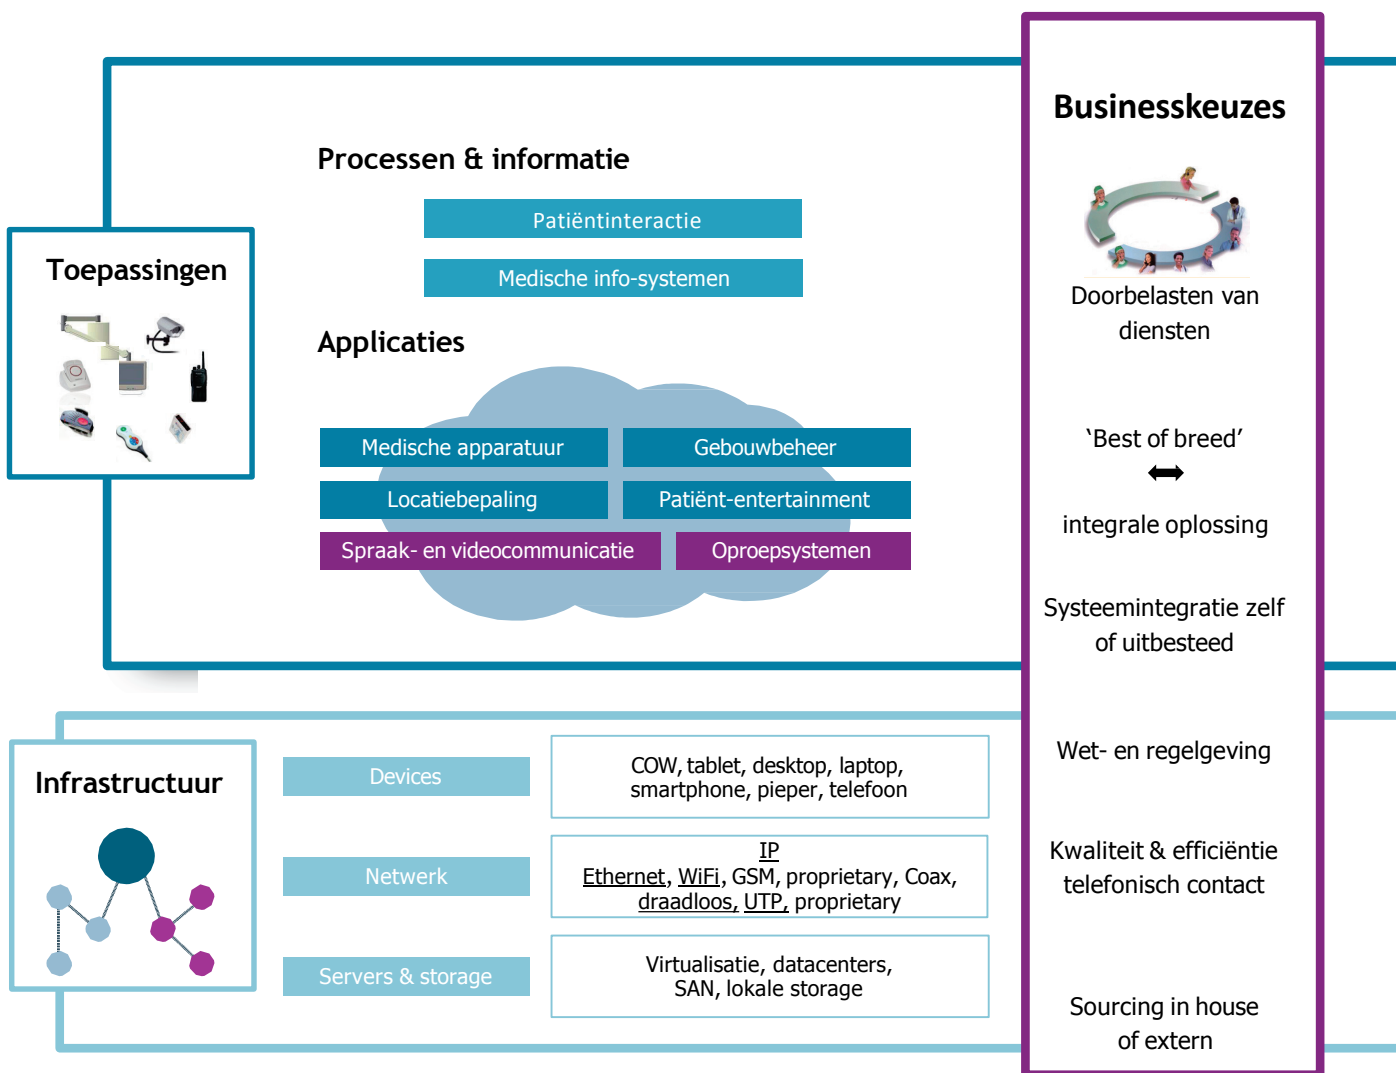 Businesskeuzes
Processen & informatie
Patiëntinteractie
Medische info-systemen
Toepassingen
Applicaties
Medische apparatuur
Gebouwbeheer
Locatiebepaling
Patiënt-entertainment
Spraak- en videocommunicatie
Oproepsystemen
Doorbelasten van
diensten
‘Best of breed’
integrale oplossing
Systeemintegratie zelf
of uitbesteed
Wet- en regelgeving
Kwaliteit & efficiëntie
telefonisch contact
Sourcing in house
of extern
Infrastructuur
Devices
COW, tablet, desktop, laptop,
smartphone, pieper, telefoon
Netwerk
IP
Ethernet, WiFi, GSM, proprietary, Coax,
draadloos, UTP, proprietary
Servers & storage
Virtualisatie, datacenters,
SAN, lokale storage